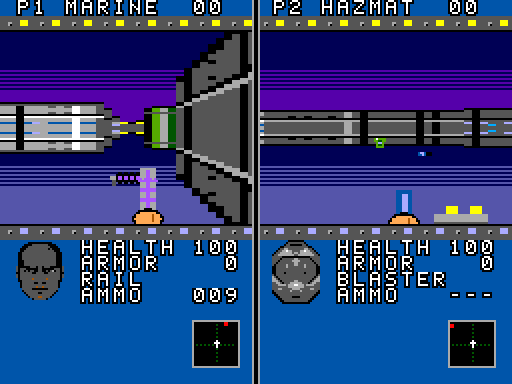 P1 MARINE 00
P2 HAZMAT 00
HEALTH 100
ARMOR 0
RAIL
AMMO 009
HEALTH 100
ARMOR 0
BLASTER
AMMO ---